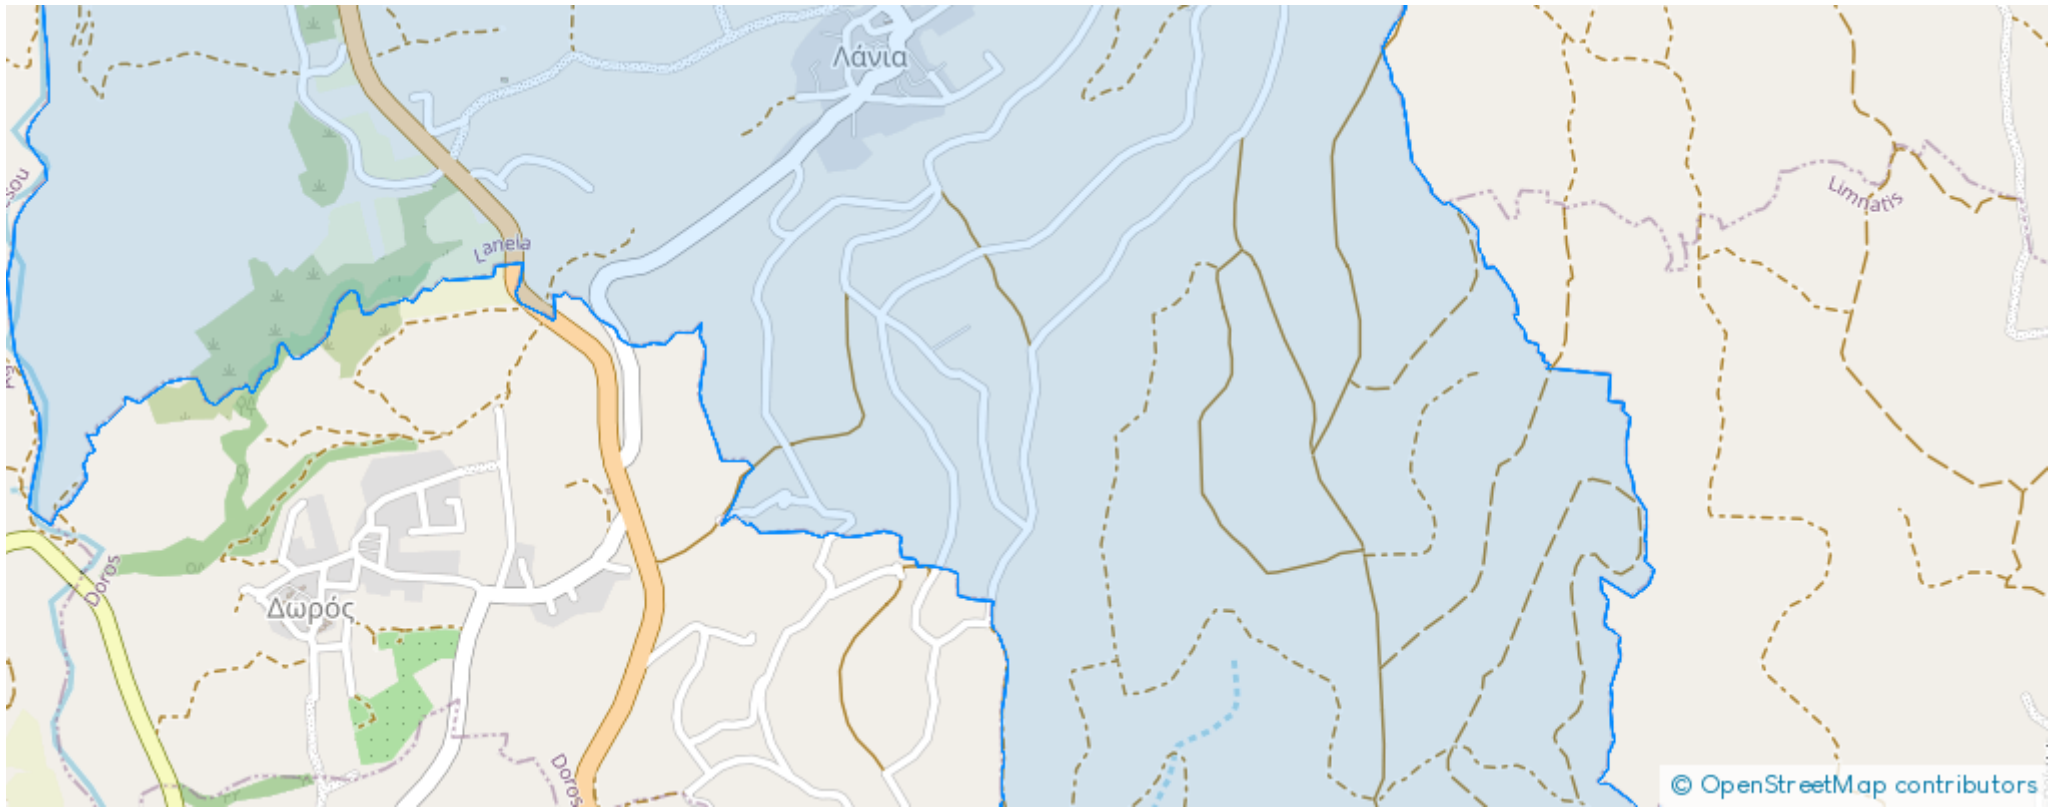 Λάνια
Lanela
Limnatis
Doros
Δωρός
Doros
© OpenStreetMap contributors